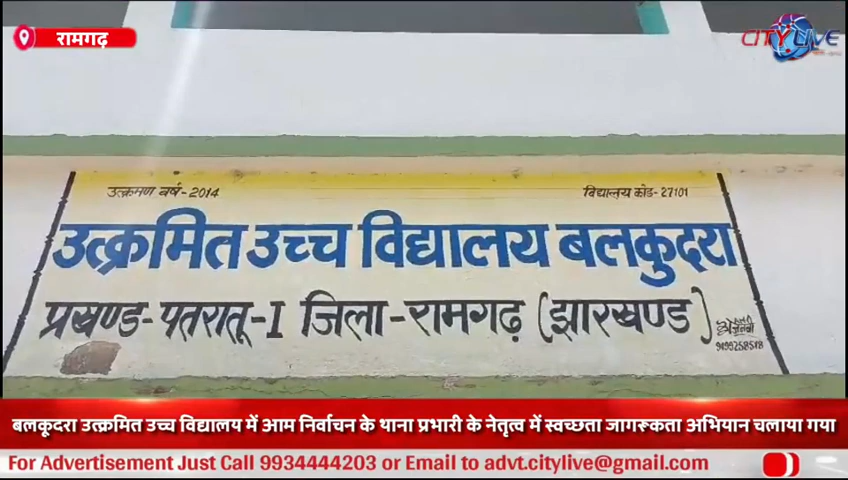 रामगढ़
CITY LIVE
उत्क्रमण वर्ष-2014
विद्यालय कोड-27101
उत्क्रमित उच्च विद्यालय बलकुदरा
प्रखण्ड-पतरातू-I जिला-रामगढ़ (झारखण्ड)
बलकूदरा उत्क्रमित उच्च विद्यालय में आम निर्वाचन के थाना प्रभारी के नेतृत्व में स्वच्छता जागरूकता अभियान चलाया गया
For Advertisement Just Call 9934444203 or Email to advt.citylive@gmail.com